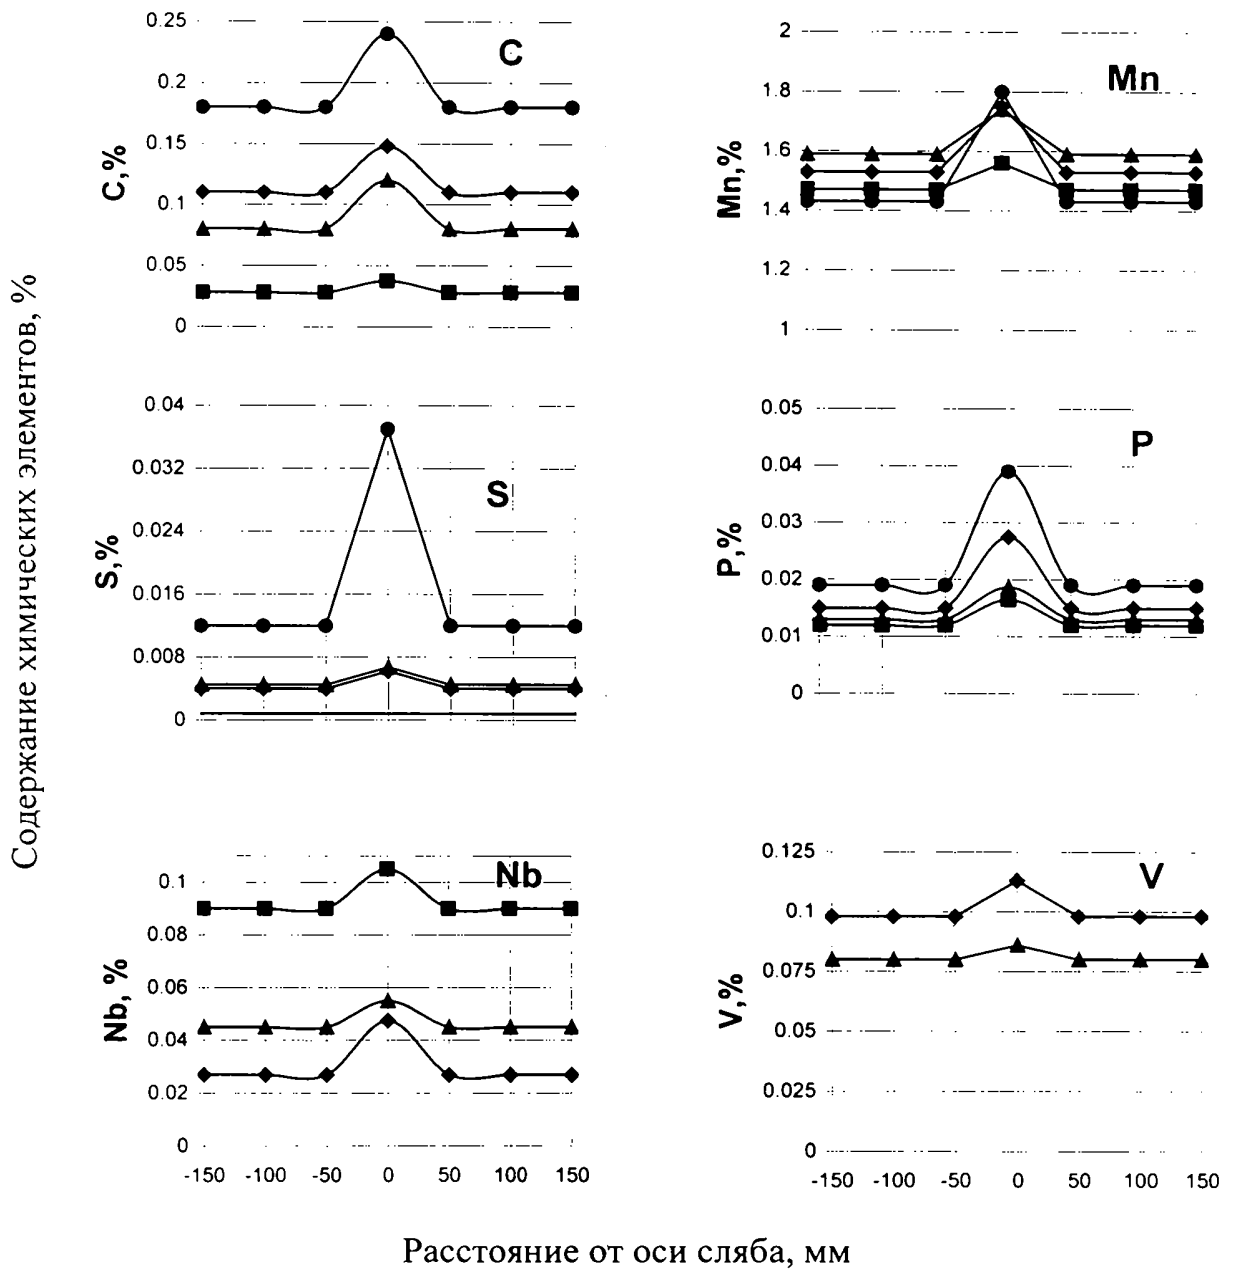 Содержание химических элементов, %
C,%
0.25
0.2
0.15
0.1
0.05
0
C
Mn,%
2
1.8
1.6
1.4
1.2
1
Mn
S,%
0.04
0.032
0.024
0.016
0.008
0
S
P,%
0.05
0.04
0.03
0.02
0.01
0
P
Nb, %
0.1
0.08
0.06
0.04
0.02
0
Nb
-150 -100 -50 0 50 100 150
V,%
0.125
0.1
0.075
0.05
0.025
0
V
-150 -100 -50 0 50 100 150
Расстояние от оси сляба, мм